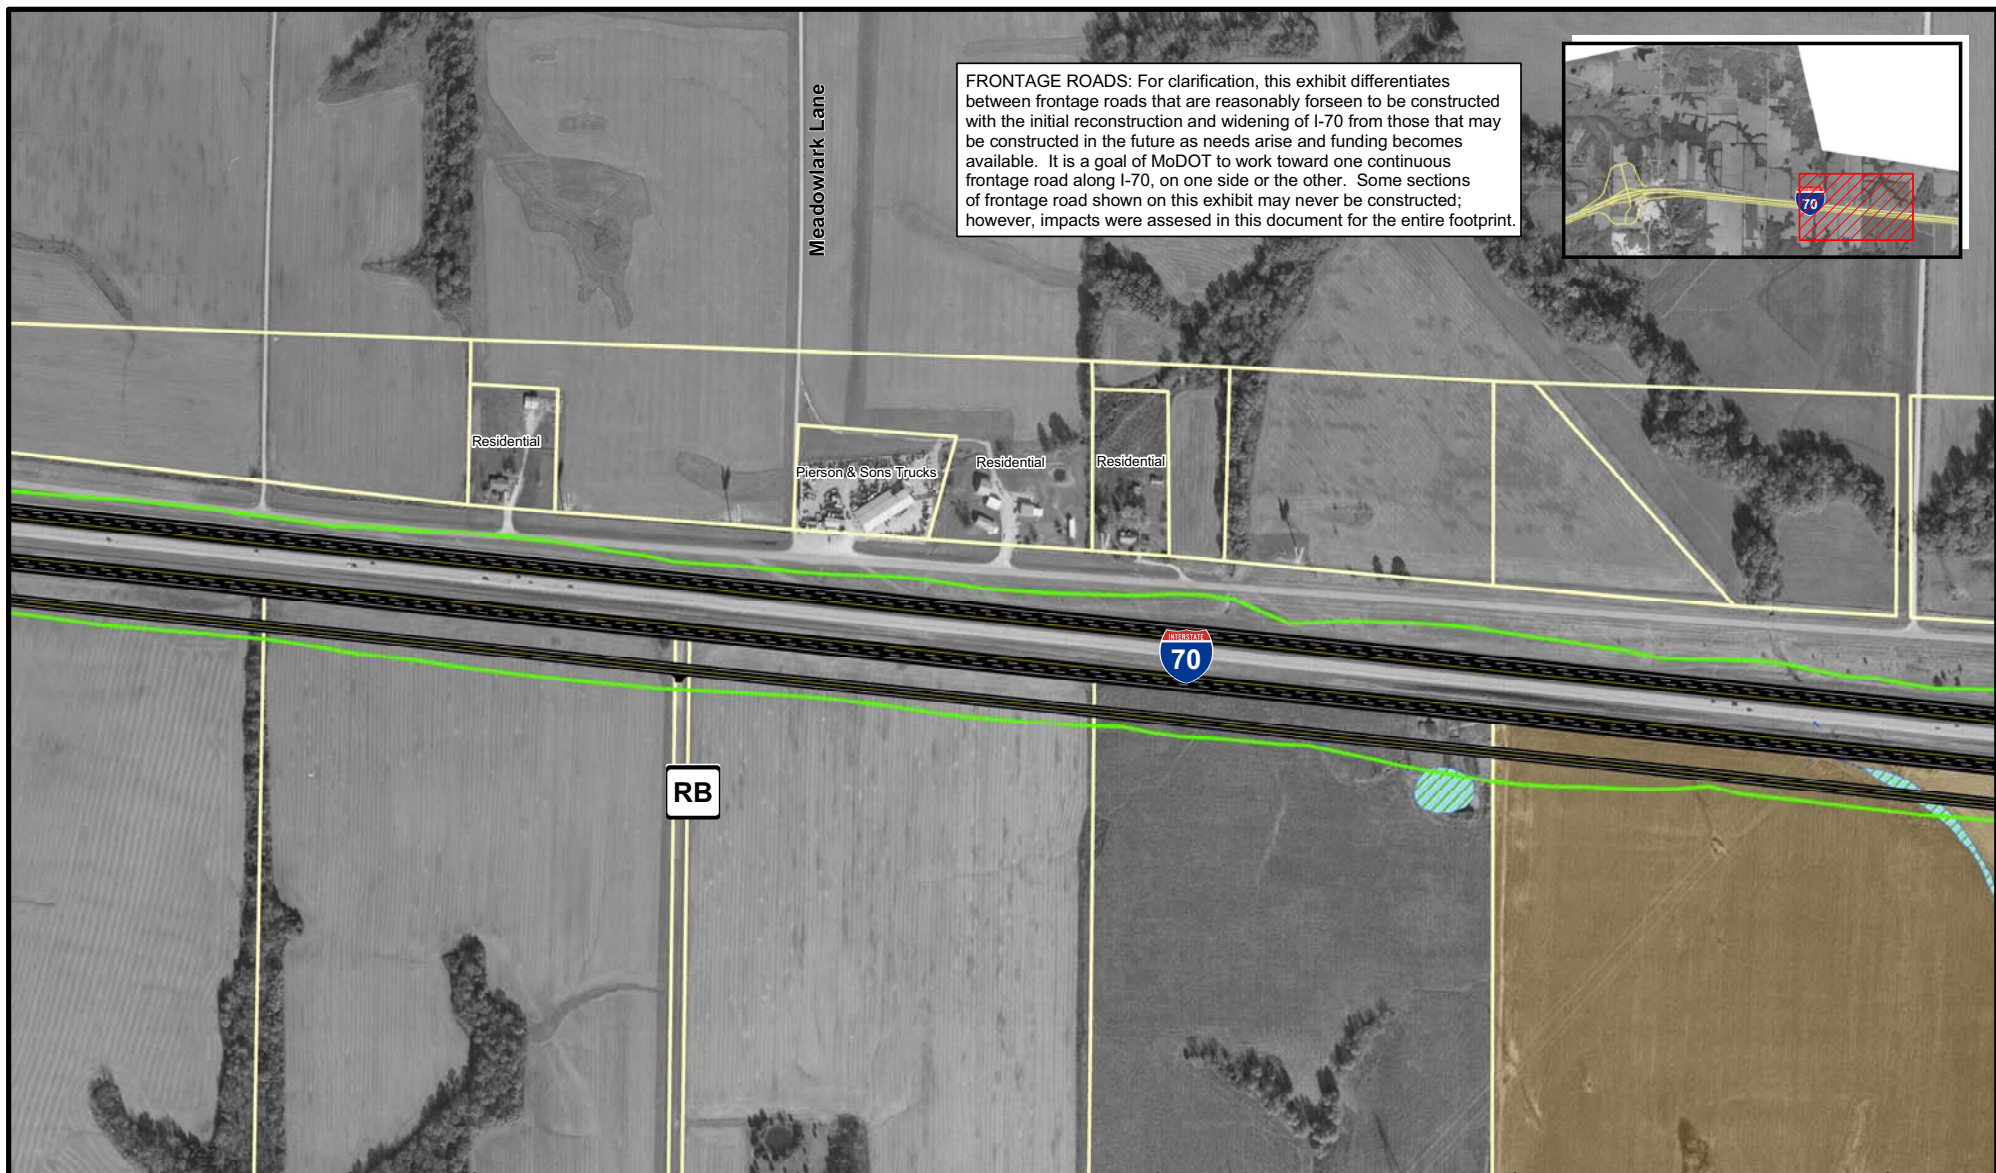 FRONTAGE ROADS: For clarification, this exhibit differentiates
between frontage roads that are reasonably forseen to be constructed
with the initial reconstruction and widening of I-70 from those that may
be constructed in the future as needs arise and funding becomes
available. It is a goal of MoDOT to work toward one continuous
frontage road along I-70, on one side or the other. Some sections
of frontage road shown on this exhibit may never be constructed;
however, impacts were assesed in this document for the entire footprint.
70
Meadowlark Lane
Residential
Pierson & Sons Trucks
Residential
Residential
INTERSTATE
70
RB